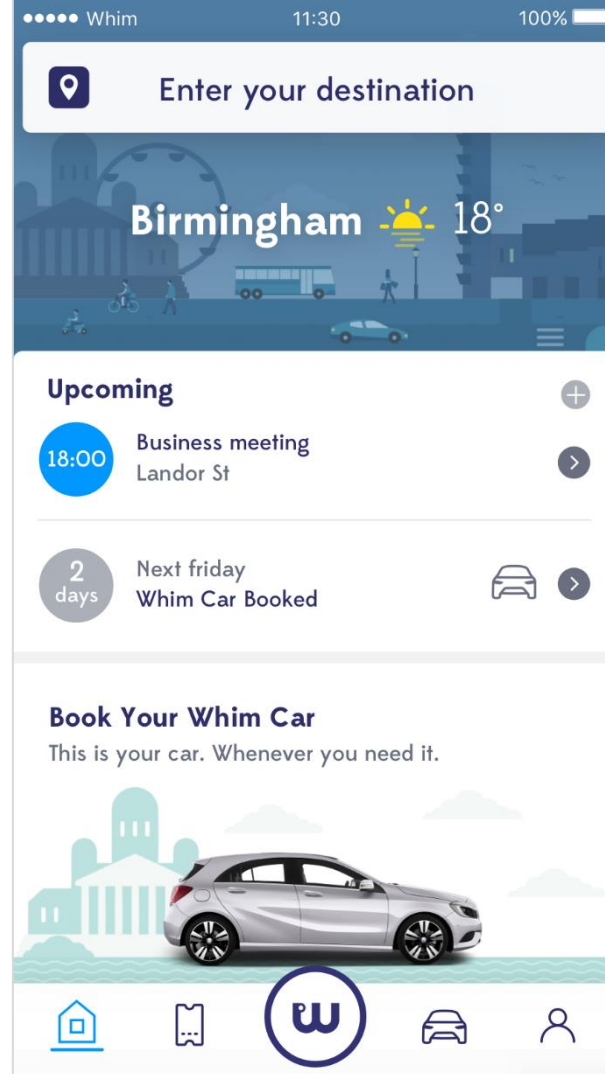 Whim 11:30 100%
Enter your destination
Birmingham 18°
Upcoming
18:00
Business meeting
Landor St
2
days
Next friday
Whim Car Booked
Book Your Whim Car
This is your car. Whenever you need it.
w